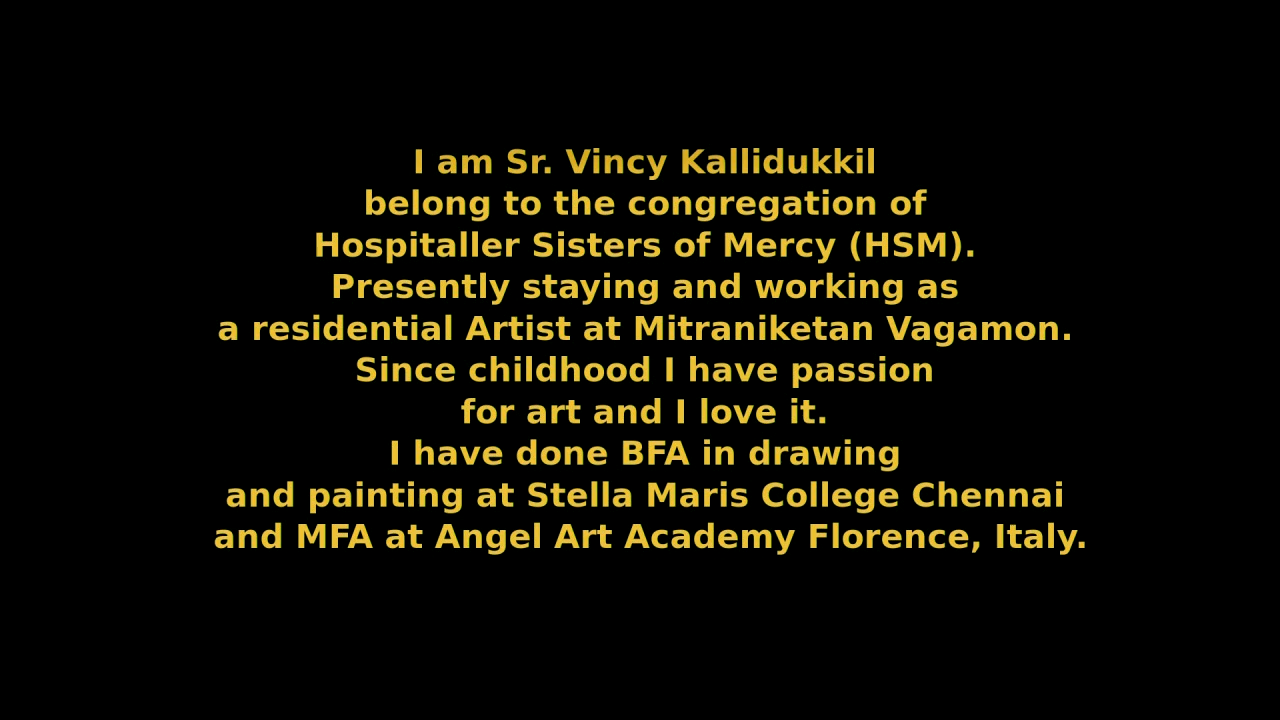 I am Sr. Vincy Kallidukkil
belong to the congregation of
Hospitaller Sisters of Mercy (HSM).
Presently staying and working as
a residential Artist at Mitraniketan Vagamon.
Since childhood I have passion
for art and I love it.
I have done BFA in drawing
and painting at Stella Maris College Chennai
and MFA at Angel Art Academy Florence, Italy.